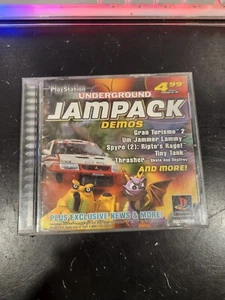 PlayStation
UNDERGROUND
4.99
JAMPACK
DEMOS
Gran Turismo 2
Um Jammer Lammy
Spyro (2): Ripto's Rage!
Tiny Tank
Thrasher: Skate and Destroy
AND MORE!
PLUS EXCLUSIVE NEWS & MORE!